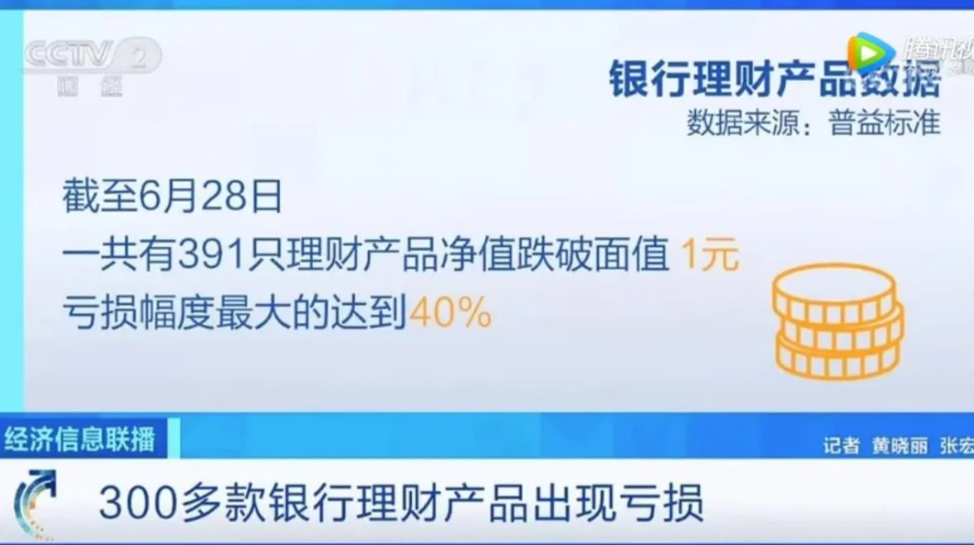 CCTV 2
财经
腾讯视
银行理财产品数据
数据来源：普益标准
截至6月28日
一共有391只理财产品净值跌破面值 1元
亏损幅度最大的达到40%
经济信息联播
记者 黄晓丽 张宏
300多款银行理财产品出现亏损